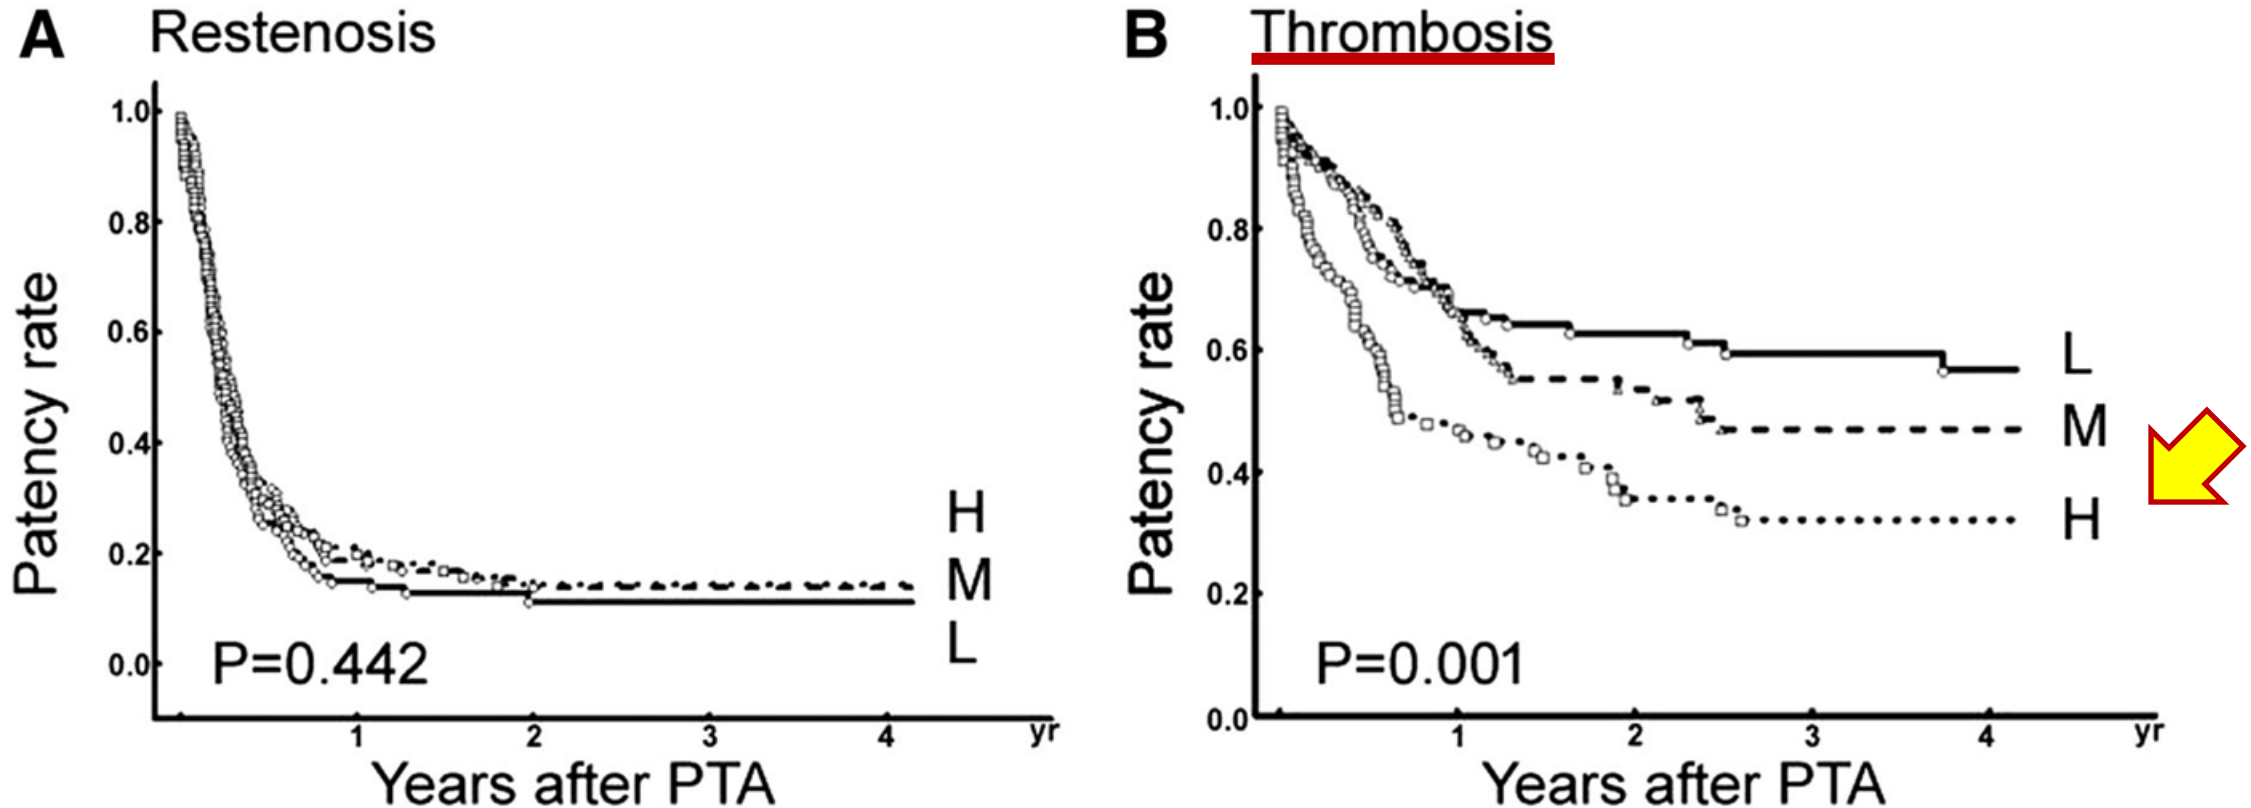 A Restenosis
Patency rate
1.0
0.8
0.6
0.4
0.2
0.0
H
M
L
P=0.442
1 2 3 4 yr
Years after PTA
B Thrombosis
Patency rate
1.0
0.8
0.6
0.4
0.2
0.0
L
M
H
P=0.001
1 2 3 4 yr
Years after PTA